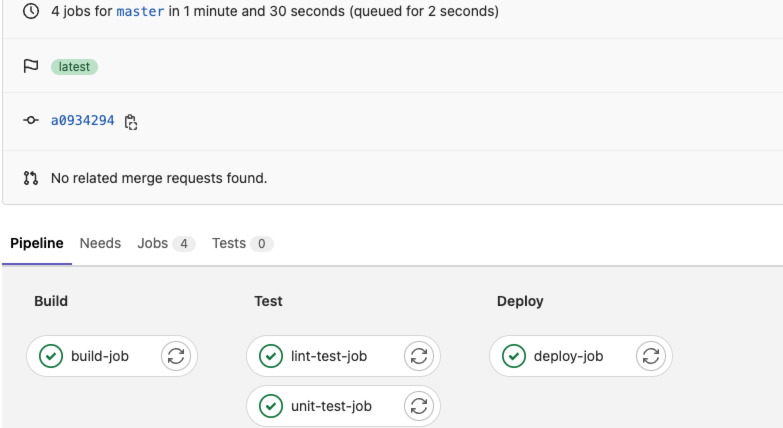 4 jobs for master in 1 minute and 30 seconds (queued for 2 seconds)
latest
a0934294
No related merge requests found.
Pipeline Needs Jobs 4 Tests 0
Build Test Deploy
build-job lint-test-job deploy-job
unit-test-job